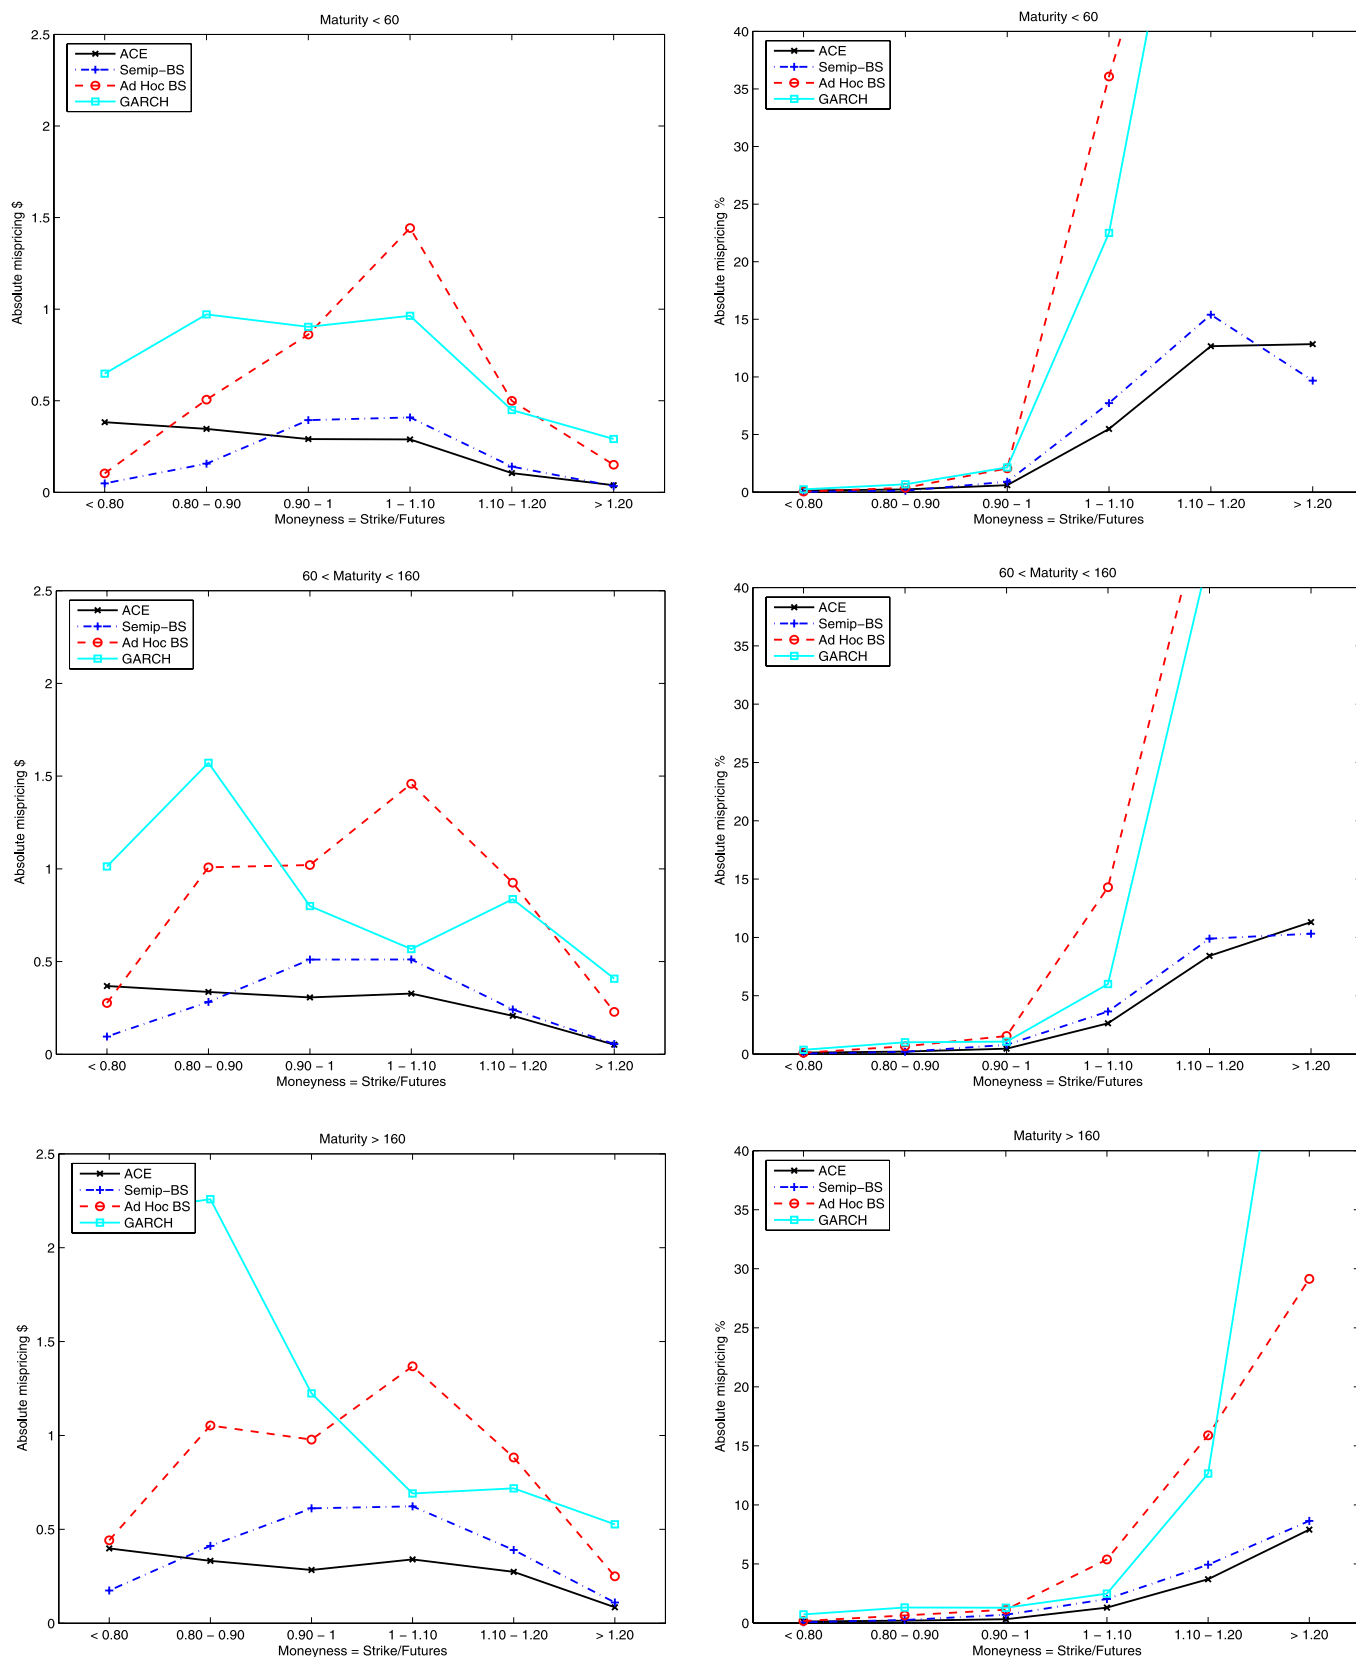 Maturity < 60
2.5
2
1.5
1
0.5
0
Absolute mispricing $
ACE
Semip-BS
Ad Hoc BS
GARCH
< 0.80 0.80 - 0.90 0.90 - 1 1 - 1.10 1.10 - 1.20 > 1.20
Moneyness = Strike/Futures
Maturity < 60
40
35
30
25
20
15
10
5
0
Absolute mispricing %
ACE
Semip-BS
Ad Hoc BS
GARCH
< 0.80 0.80 - 0.90 0.90 - 1 1 - 1.10 1.10 - 1.20 > 1.20
Moneyness = Strike/Futures
60 < Maturity < 160
2.5
2
1.5
1
0.5
0
Absolute mispricing $
ACE
Semip-BS
Ad Hoc BS
GARCH
< 0.80 0.80 - 0.90 0.90 - 1 1 - 1.10 1.10 - 1.20 > 1.20
Moneyness = Strike/Futures
60 < Maturity < 160
40
35
30
25
20
15
10
5
0
Absolute mispricing %
ACE
Semip-BS
Ad Hoc BS
GARCH
< 0.80 0.80 - 0.90 0.90 - 1 1 - 1.10 1.10 - 1.20 > 1.20
Moneyness = Strike/Futures
Maturity > 160
2.5
2
1.5
1
0.5
0
Absolute mispricing $
ACE
Semip-BS
Ad Hoc BS
GARCH
< 0.80 0.80 - 0.90 0.90 - 1 1 - 1.10 1.10 - 1.20 > 1.20
Moneyness = Strike/Futures
Maturity > 160
40
35
30
25
20
15
10
5
0
Absolute mispricing %
ACE
Semip-BS
Ad Hoc BS
GARCH
< 0.80 0.80 - 0.90 0.90 - 1 1 - 1.10 1.10 - 1.20 > 1.20
Moneyness = Strike/Futures